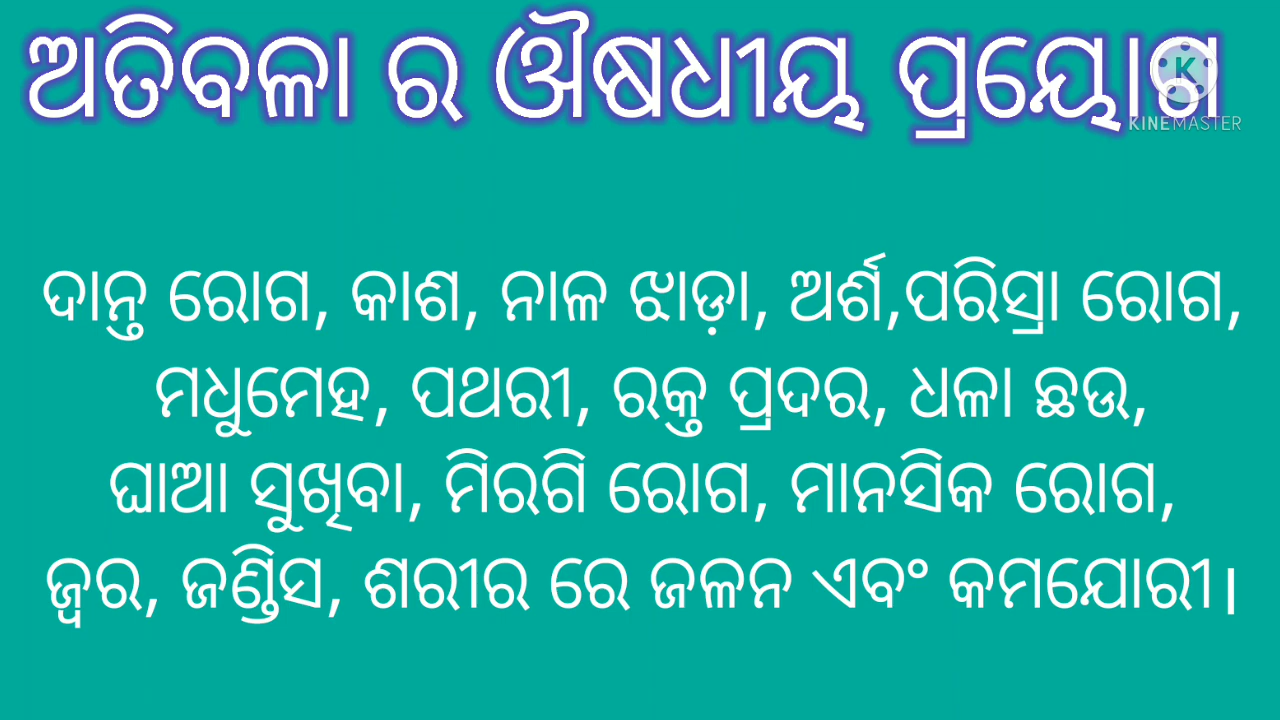 ଅତିବଳା ର ଔଷଧୀୟ ପ୍ରୟୋଗ
KINEMASTER
ଦାନ୍ତ ରୋଗ, କାଶ, ନାଳ ଝାଡ଼ା, ଅର୍ଶ,ପରିସ୍ରା ରୋଗ,
ମଧୁମେହ, ପଥରୀ, ରକ୍ତ ପ୍ରଦର, ଧଳା ଛଉ,
ଘାଆ ସୁଖିବା, ମିରଗି ରୋଗ, ମାନସିକ ରୋଗ,
ଜ୍ୱର, ଜଣ୍ଡିସ, ଶରୀର ରେ ଜଳନ ଏବଂ କମଯୋରୀ।